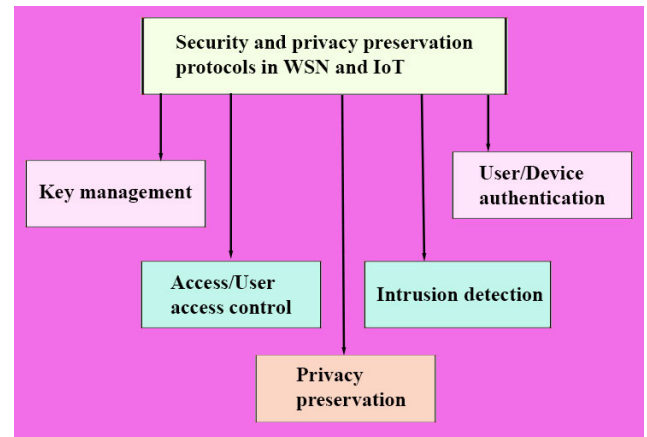 Security and privacy preservation
protocols in WSN and IoT
Key management
User/Device
authentication
Access/User
access control
Intrusion detection
Privacy
preservation